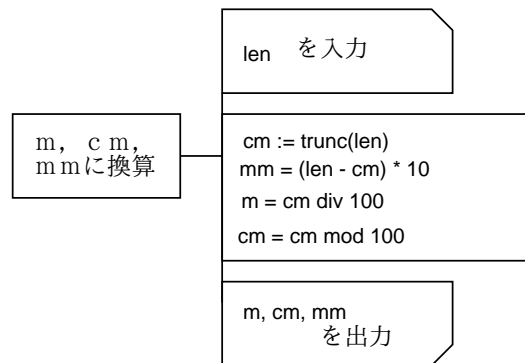 len を入力
m, cm,
mmに換算
cm := trunc(len)
mm = (len - cm) * 10
m = cm div 100
cm = cm mod 100
m, cm, mm
を出力